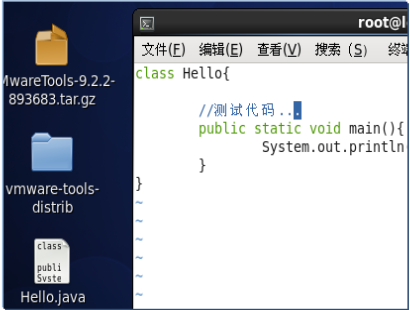 MwareTools-9.2.2-
893683.tar.gz
vmware-tools-
distrib
class
publi
Syste
Hello.java
root@l
文件(F) 编辑(E) 查看(V) 搜索 (S) 终端
class Hello{
//测试代码...
public static void main(){
System.out.println
}
}
~
~
~
~
~
~